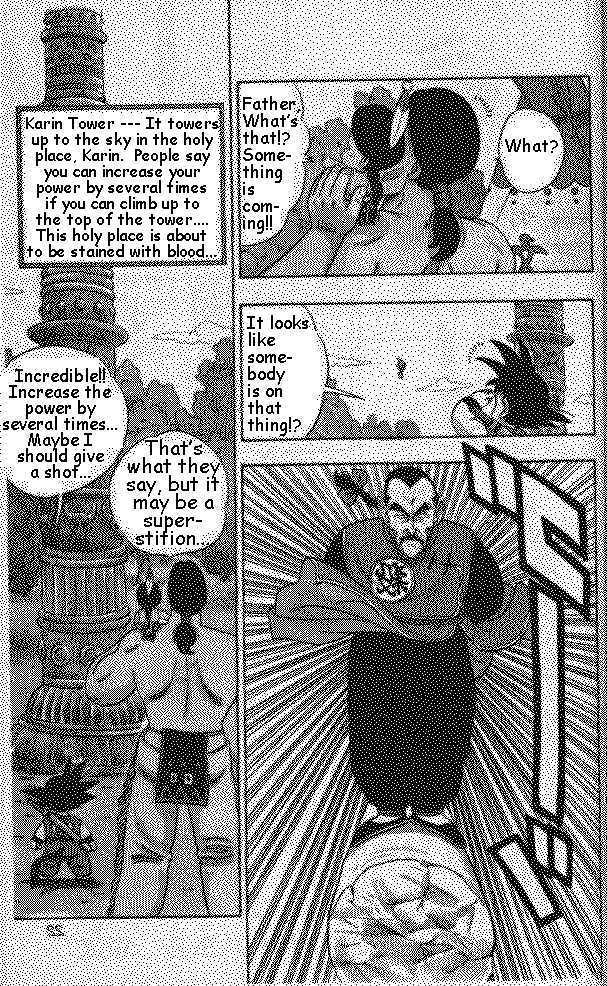 Karin Tower --- It towers
up to the sky in the holy
place, Karin. People say
you can increase your
power by several fimes
if you can climb up to
the top of the tower....
This holy place is about
to be stained with blood...
Incredible!!
Increase the
power by
several times...
Maybe I
should give
a shof...
That's
what they
say, but it
may be a
super-
stifion...
Father,
What's
that!?
Some-
thing
is
com-
ing!!
What?
It looks
like
some-
body
is on
that
thing!?